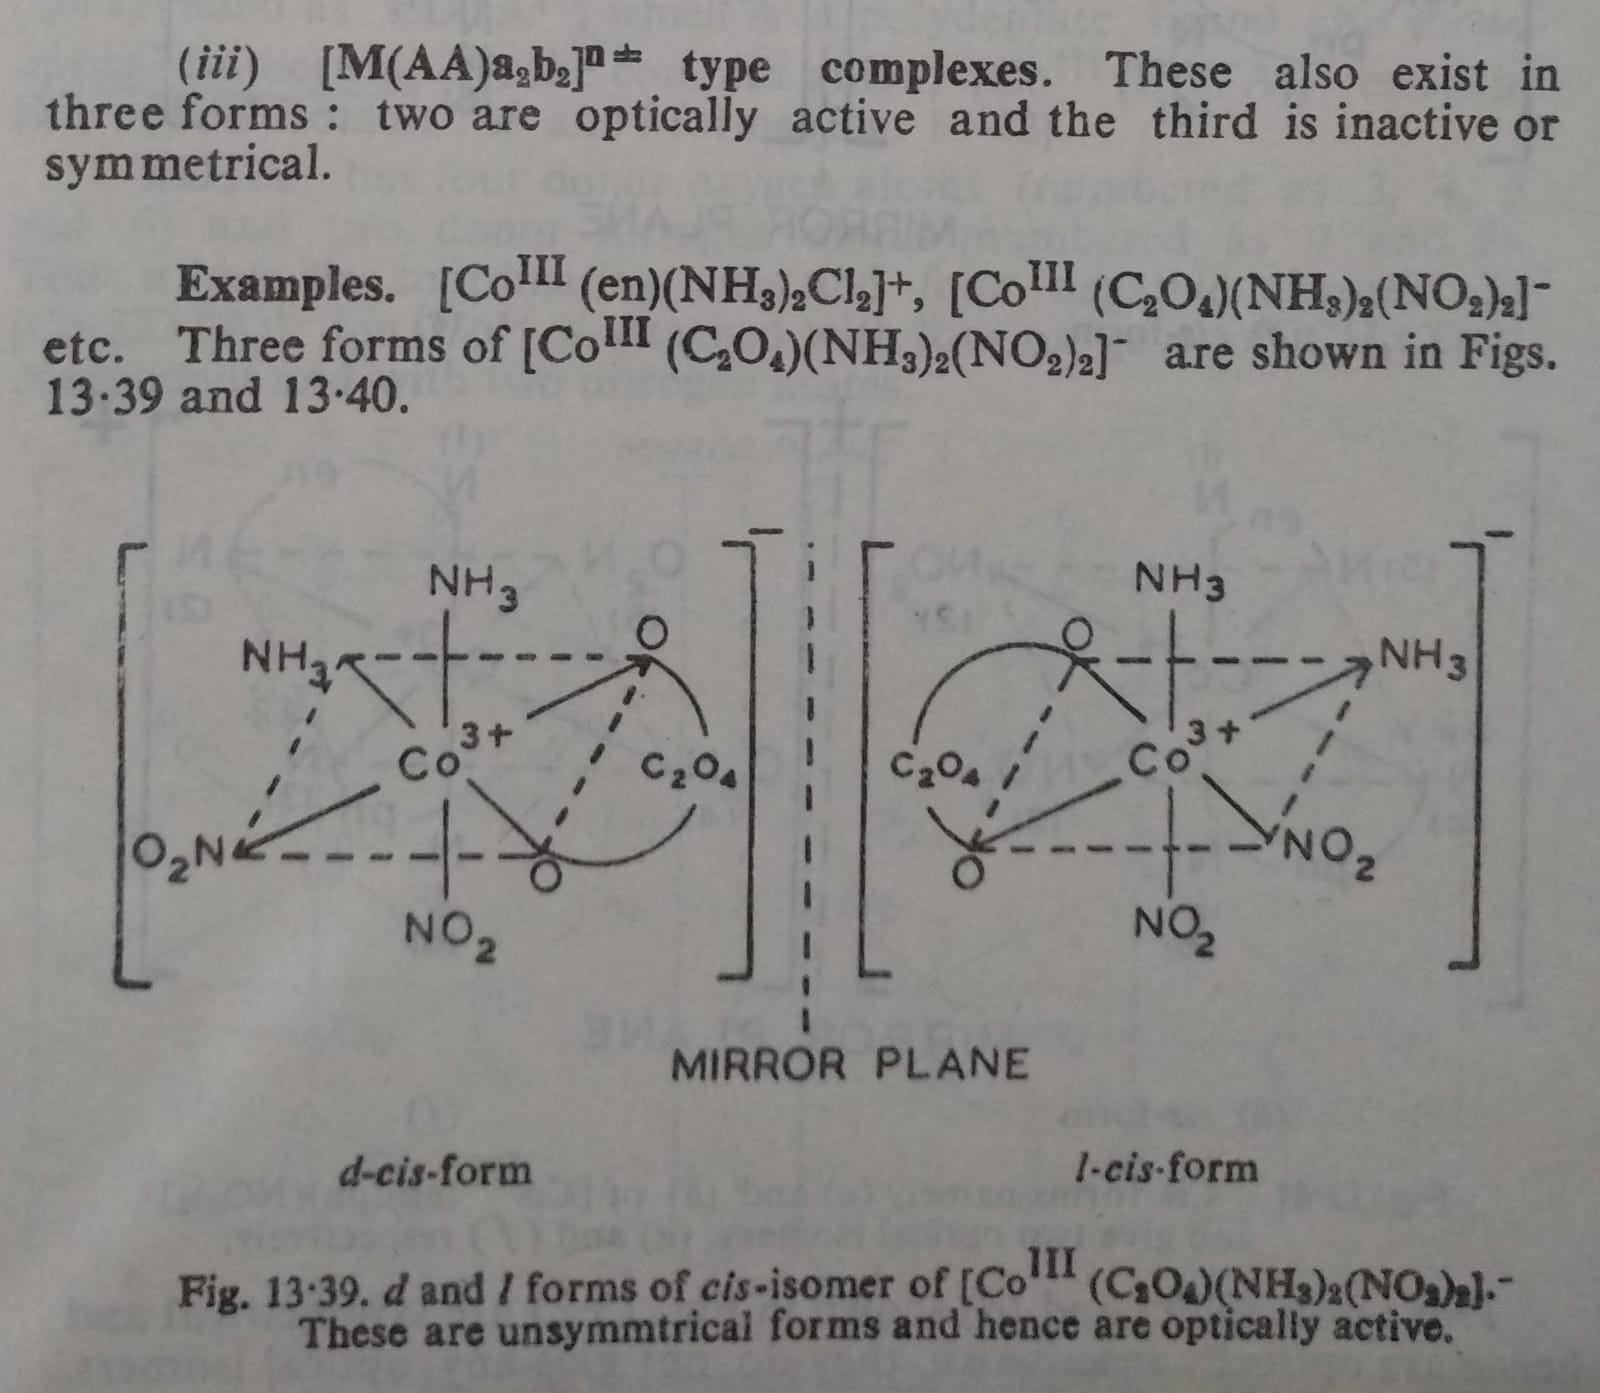 (iii) [M(AA)a₂b₂]ⁿ± type complexes. These also exist in
three forms : two are optically active and the third is inactive or
symmetrical.
Examples. [Coᴵᴵᴵ (en)(NH₃)₂Cl₂]⁺, [Coᴵᴵᴵ (C₂O₄)(NH₃)₂(NO₂)₂]⁻
etc. Three forms of [Coᴵᴵᴵ (C₂O₄)(NH₃)₂(NO₂)₂]⁻ are shown in Figs.
13·39 and 13·40.
NH₃
NH₃
O
Co³⁺
C₂O₄
O₂N
O
NO₂
−
NH₃
O
NH₃
C₂O₄
Co³⁺
O
NO₂
NO₂
−
MIRROR PLANE
d-cis-form
l-cis-form
Fig. 13·39. d and l forms of cis-isomer of [Coᴵᴵᴵ (C₂O₄)(NH₃)₂(NO₂)₂].⁻
These are unsymmtrical forms and hence are optically active.